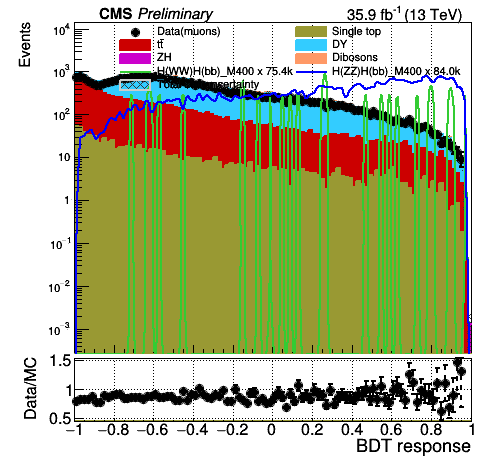 CMS Preliminary 35.9 fb⁻¹ (13 TeV)
Events
Data(muons) Single top
tt̄ DY
ZH Dibosons
H(WW)H(bb)_M400 x 75.4k H(ZZ)H(bb)_M400 x 84.0k
10⁴
10³
10²
10
1
10⁻¹
10⁻²
10⁻³
Data/MC
1.5
1
0.5
−1 −0.8 −0.6 −0.4 −0.2 0 0.2 0.4 0.6 0.8 1
BDT response